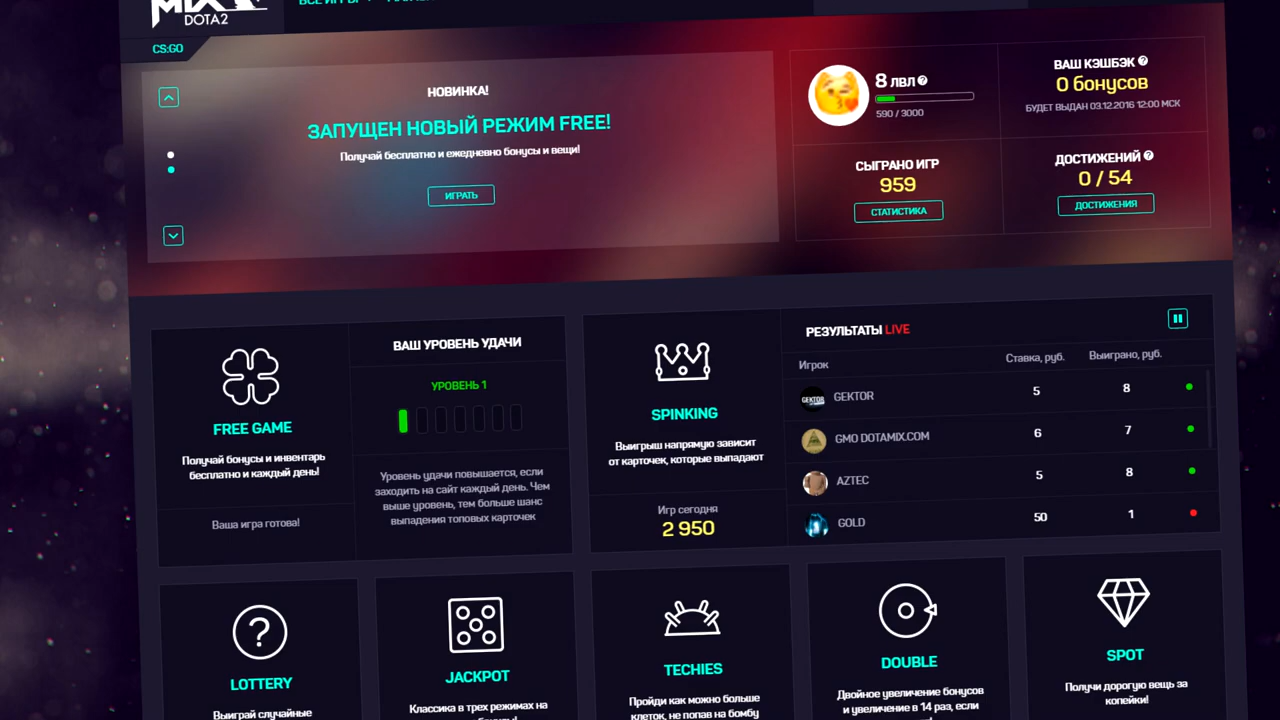 DOTA2
CS:GO
НОВИНКА!
ЗАПУЩЕН НОВЫЙ РЕЖИМ FREE!
Получай бесплатно и ежедневно бонусы и вещи!
ИГРАТЬ
8 ЛВЛ
590 / 3000
ВАШ КЭШБЭК
0 бонусов
БУДЕТ ВЫДАН 03.12.2016 12:00 МСК
СЫГРАНО ИГР
959
СТАТИСТИКА
ДОСТИЖЕНИЙ
0 / 54
ДОСТИЖЕНИЯ
FREE GAME
Получай бонусы и инвентарь
бесплатно и каждый день!
Ваша игра готова!
ВАШ УРОВЕНЬ УДАЧИ
УРОВЕНЬ 1
Уровень удачи повышается, если
заходить на сайт каждый день. Чем
выше уровень, тем больше шанс
выпадения топовых карточек
SPINKING
Выигрыш напрямую зависит
от карточек, которые выпадают
Игр сегодня
2 950
РЕЗУЛЬТАТЫ LIVE
Игрок Ставка, руб. Выиграно, руб.
GEKTOR GEKTOR 5 8
GMO DOTAMIX.COM 6 7
AZTEC 5 8
GOLD 50 1
LOTTERY
Выиграй случайные
JACKPOT
Классика в трех режимах на
TECHIES
Пройди как можно больше
клеток, не попав на бомбу
DOUBLE
Двойное увеличение бонусов
и увеличение в 14 раз, если
SPOT
Получи дорогую вещь за
копейки!